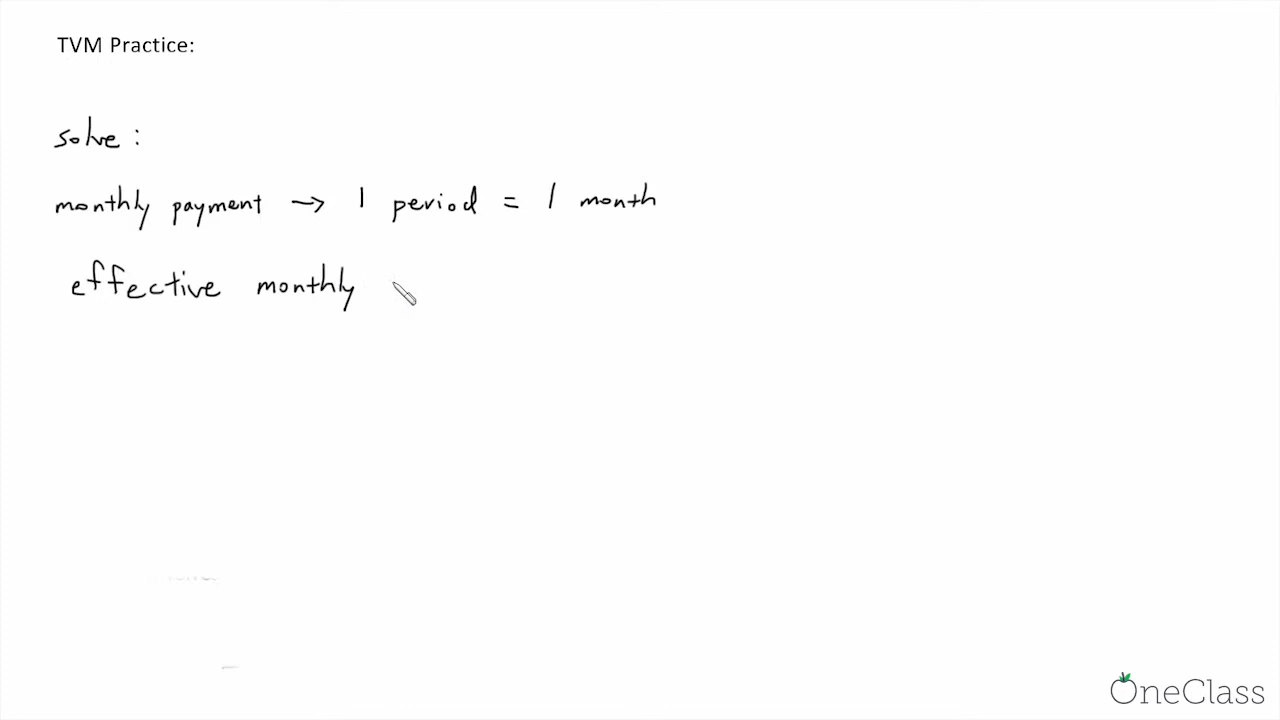 TVM Practice:
solve :
monthly payment → 1 period = 1 month
effective monthly
OneClass